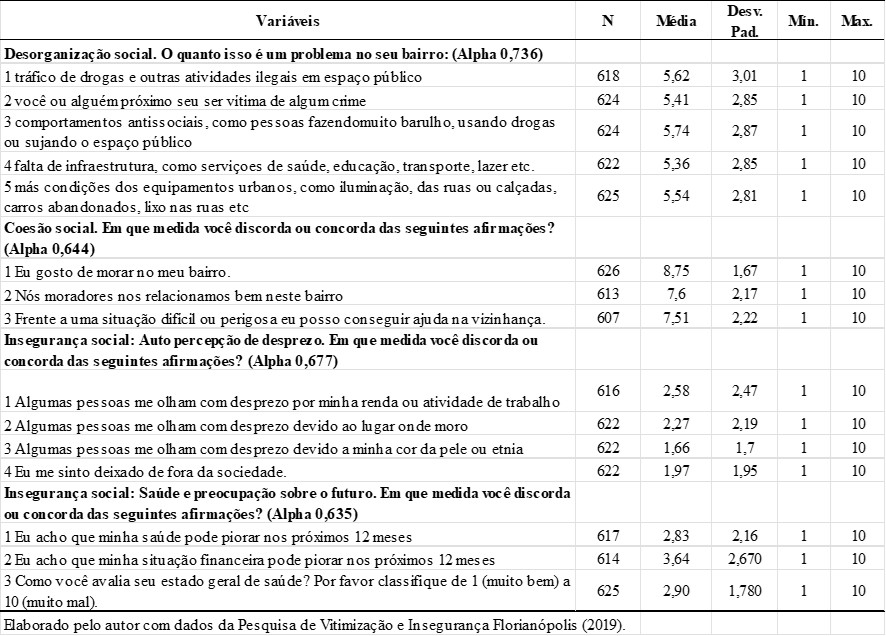 Variáveis N Média Desv. Pad. Min. Max.
Desorganização social. O quanto isso é um problema no seu bairro: (Alpha 0,736)
1 tráfico de drogas e outras atividades ilegais em espaço público 618 5,62 3,01 1 10
2 você ou alguém próximo seu ser vítima de algum crime 624 5,41 2,85 1 10
3 comportamentos antissociais, como pessoas fazendomuito barulho, usando drogas
ou sujando o espaço público 624 5,74 2,87 1 10
4 falta de infraestrutura, como serviçoes de saúde, educação, transporte, lazer etc. 622 5,36 2,85 1 10
5 más condições dos equipamentos urbanos, como iluminação, das ruas ou calçadas,
carros abandonados, lixo nas ruas etc 625 5,54 2,81 1 10
Coesão social. Em que medida você discorda ou concorda das seguintes afirmações?
(Alpha 0,644)
1 Eu gosto de morar no meu bairro. 626 8,75 1,67 1 10
2 Nós moradores nos relacionamos bem neste bairro 613 7,6 2,17 1 10
3 Frente a uma situação difícil ou perigosa eu posso conseguir ajuda na vizinhança. 607 7,51 2,22 1 10
Insegurança social: Auto percepção de desprezo. Em que medida você discorda ou
concorda das seguintes afirmações? (Alpha 0,677)
1 Algumas pessoas me olham com desprezo por minha renda ou atividade de trabalho 616 2,58 2,47 1 10
2 Algumas pessoas me olham com desprezo devido ao lugar onde moro 622 2,27 2,19 1 10
3 Algumas pessoas me olham com desprezo devido a minha cor da pele ou etnia 622 1,66 1,7 1 10
4 Eu me sinto deixado de fora da sociedade. 622 1,97 1,95 1 10
Insegurança social: Saúde e preocupação sobre o futuro. Em que medida você discorda
ou concorda das seguintes afirmações? (Alpha 0,635)
1 Eu acho que minha saúde pode piorar nos próximos 12 meses 617 2,83 2,16 1 10
2 Eu acho que minha situação financeira pode piorar nos próximos 12 meses 614 3,64 2,670 1 10
3 Como você avalia seu estado geral de saúde? Por favor classifique de 1 (muito bem) a
10 (muito mal). 625 2,90 1,780 1 10
Elaborado pelo autor com dados da Pesquisa de Vitimização e Insegurança Florianópolis (2019).